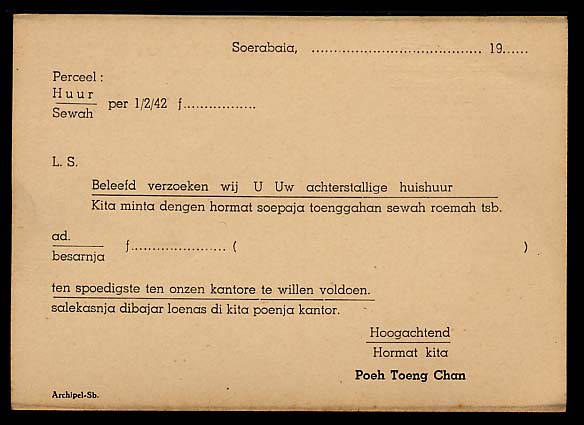 Soerabaia, ........................................ 19......
Perceel :
Huur
per 1/2/42 f.................
Sewah
L. S.
Beleefd verzoeken wij U Uw achterstallige huishuur
Kita minta dengen hormat soepaja toenggahan sewah roemah tsb.
ad.
f...................... ( )
besarnja
ten spoedigste ten onzen kantore te willen voldoen.
salekasnja dibajar loenas di kita poenja kantor.
Hoogachtend
Hormat kita
Poeh Toeng Chan
Archipel-Sb.